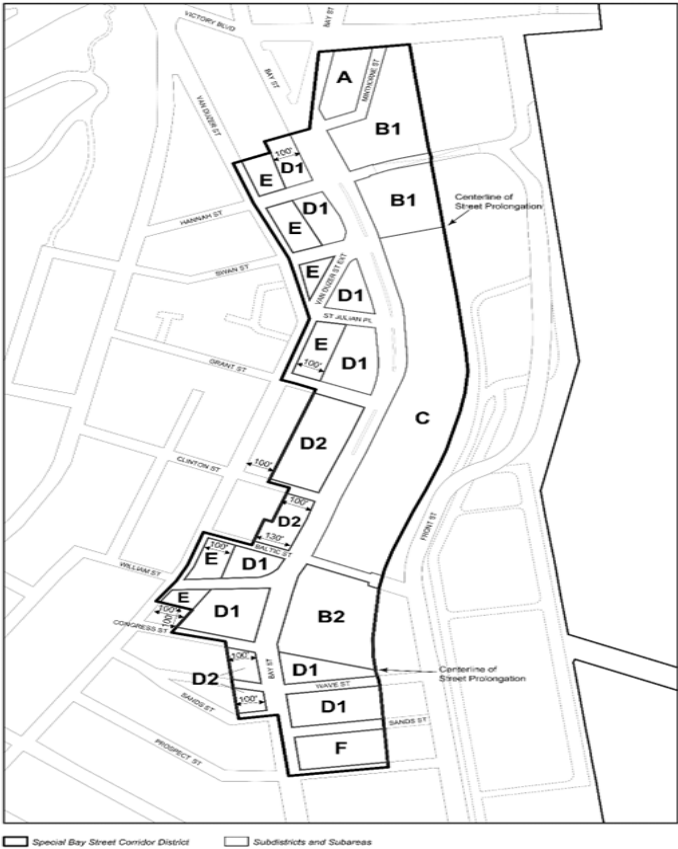 VICTORY BLVD
BAY ST
BAY ST
VAN DUZER ST
A
MINTHORNE ST
B1
100'
D1
E
B1
Centerline of
Street Prolongation
D1
E
HANNAH ST
E
VAN DUZER ST EXT
SWAN ST
D1
ST JULIAN PL
E
100'
D1
GRANT ST
C
D2
100'
CLINTON ST
100'
D2
130'
BALTIC ST
FRONT ST
100'
E
D1
WILLIAM ST
E
100'
100'
D1
B2
CONGRESS ST
100'
D2
BAY ST
D1
Centerline of
Street Prolongation
WAVE ST
100'
SANDS ST
D1
SANDS ST
PROSPECT ST
F
Special Bay Street Corridor District
Subdistricts and Subareas